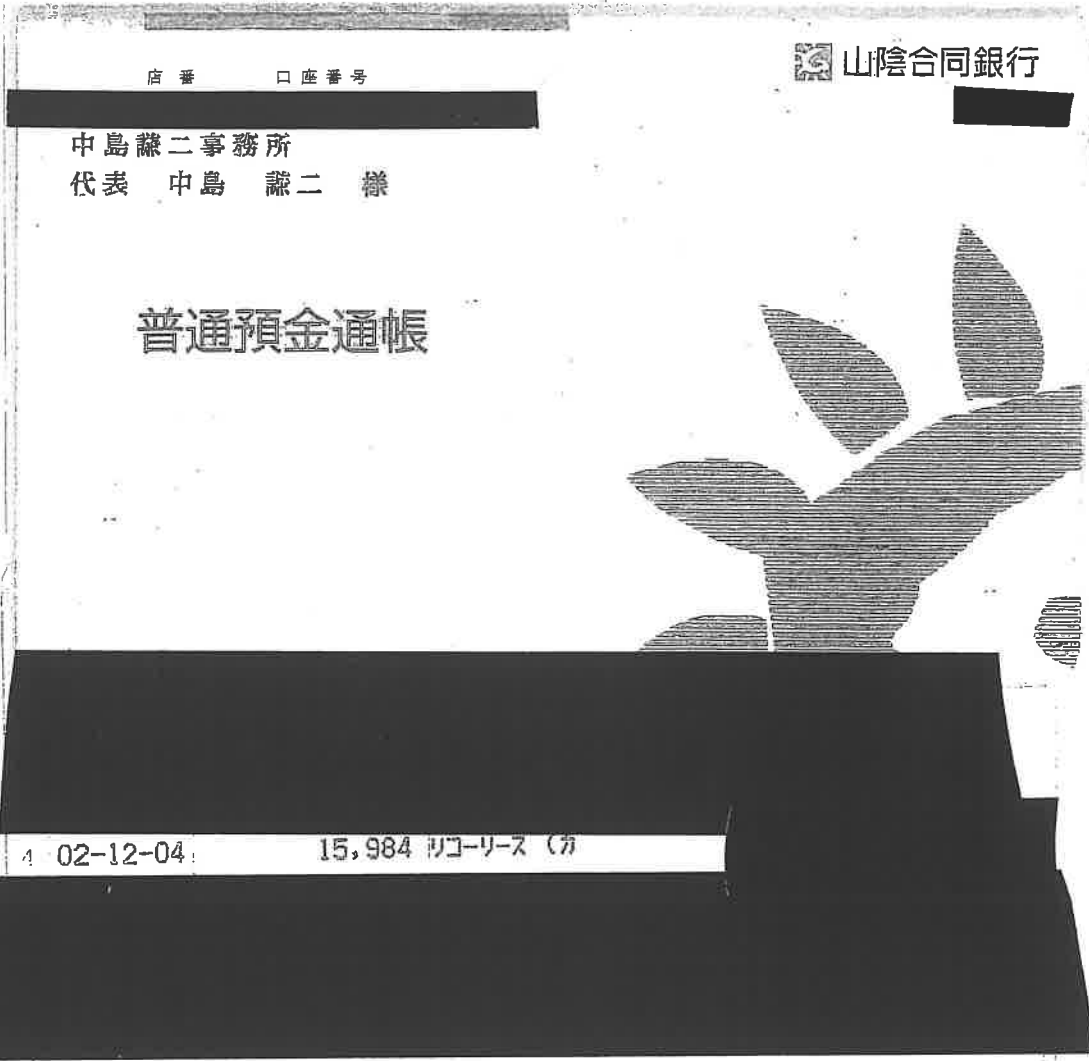 山陰合同銀行
店番 口座番号
中島謙二事務所
代表 中島 謙二 様
普通預金通帳
4 02-12-04 15,984 リコーリース(カ